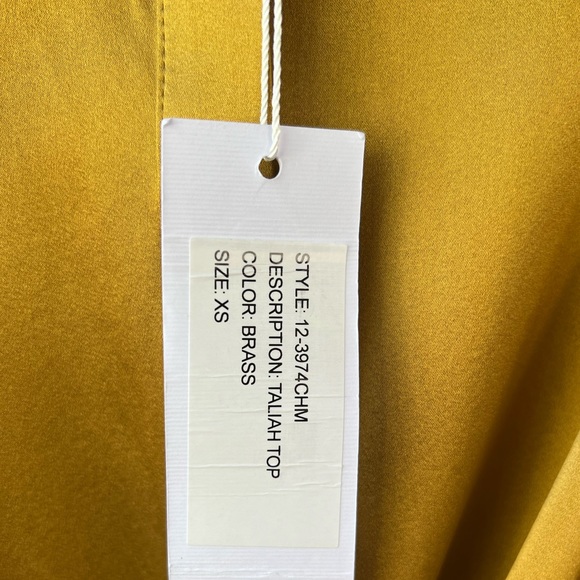 STYLE: 12-3974CHM
DESCRIPTION: TALIAH TOP
COLOR: BRASS
SIZE: XS